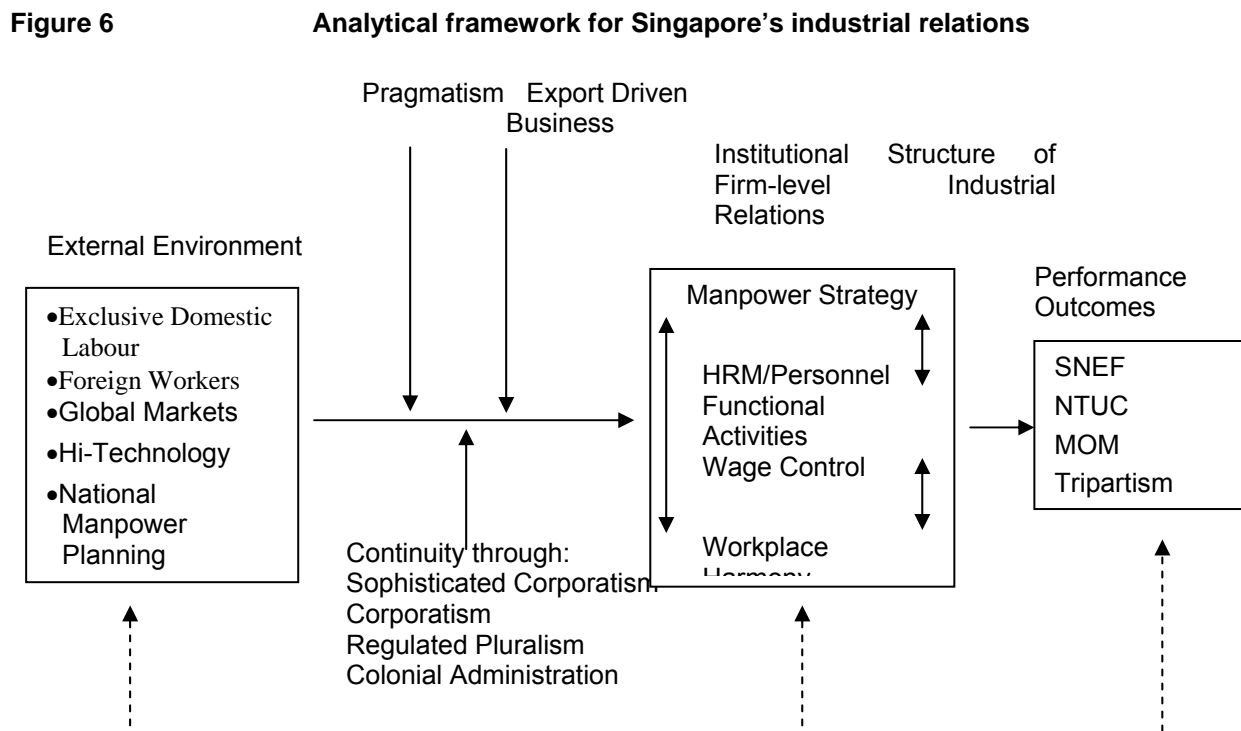 Figure 6 Analytical framework for Singapore’s industrial relations
Pragmatism Export Driven
Business
Institutional Structure of
Firm-level Industrial
Relations
External Environment
•Exclusive Domestic
Labour
•Foreign Workers
•Global Markets
•Hi-Technology
•National
Manpower
Planning
Continuity through:
Sophisticated Corporatism
Corporatism
Regulated Pluralism
Colonial Administration
Manpower Strategy
HRM/Personnel
Functional
Activities
Wage Control
Workplace
Harmony
Performance
Outcomes
SNEF
NTUC
MOM
Tripartism